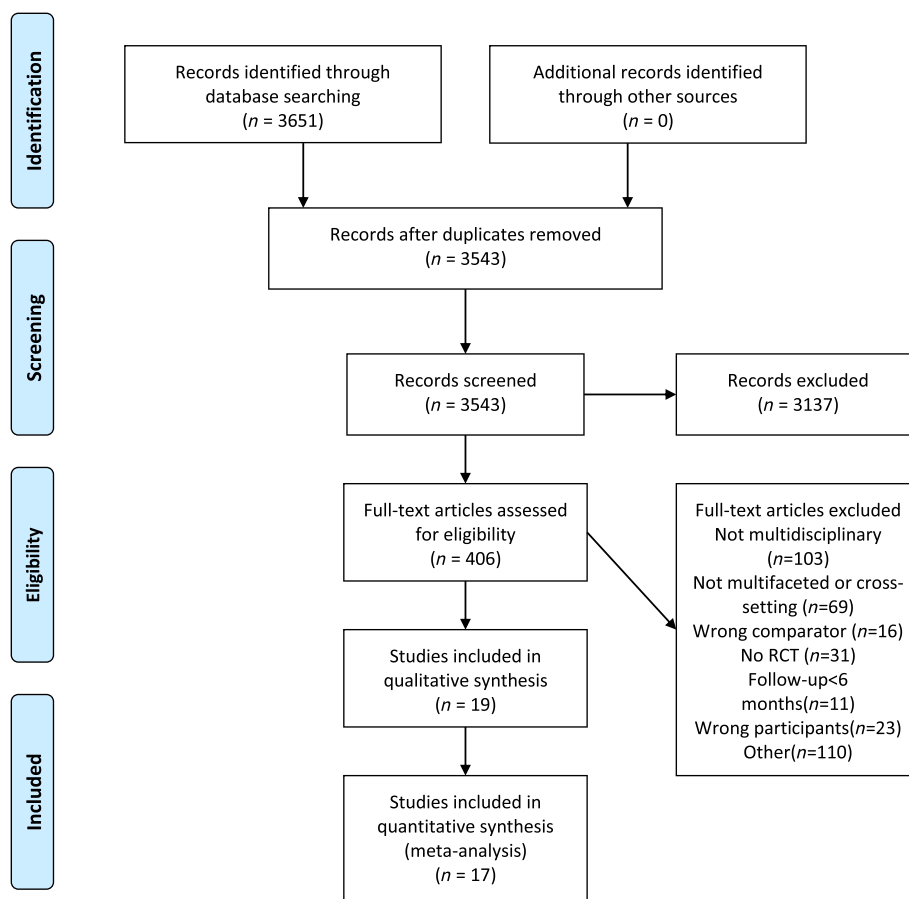 Identification
Records identified through
database searching
(n = 3651)
Additional records identified
through other sources
(n = 0)
Records after duplicates removed
(n = 3543)
Screening
Records screened
(n = 3543)
Records excluded
(n = 3137)
Eligibility
Full-text articles assessed
for eligibility
(n = 406)
Full-text articles excluded
Not multidisciplinary
(n=103)
Not multifaceted or cross-
setting (n=69)
Wrong comparator (n=16)
No RCT (n=31)
Follow-up<6
months(n=11)
Wrong participants(n=23)
Other(n=110)
Studies included in
qualitative synthesis
(n = 19)
Included
Studies included in
quantitative synthesis
(meta-analysis)
(n = 17)